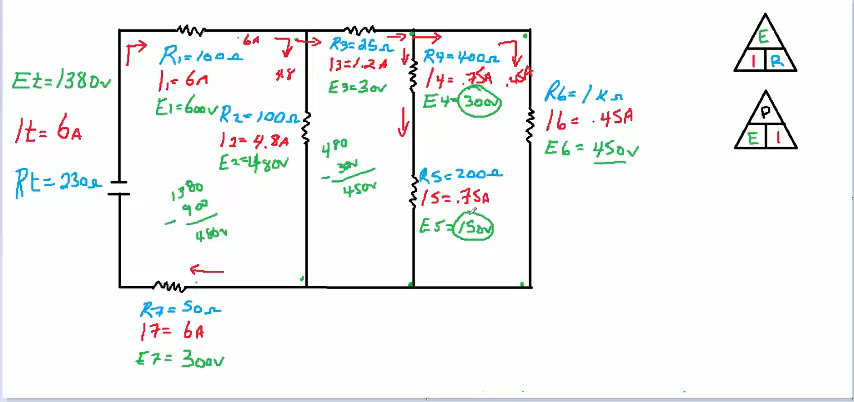 Et=1380v
It= 6A
Rt=230Ω
R1=100Ω
I1= 6A
E1=600v
6A
4.8
R2=100Ω
I2=4.8A
E2=480v
1380
- 900
480v
R3=25Ω
I3=1.2A
E3=30v
480
- 30v
450v
R4=400Ω
I4= .75A
E4=300v
.45A
R5=200Ω
I5=.75A
E5=150v
R6=1KΩ
I6= .45A
E6= 450v
R7=50Ω
I7= 6A
E7= 300v
E
I R
P
E I